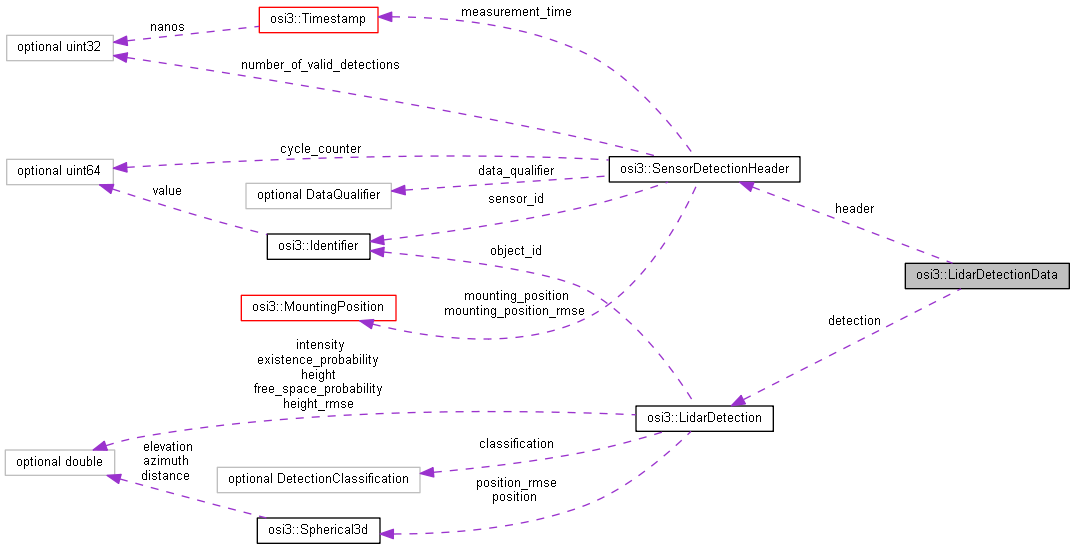 measurement_time
osi3::Timestamp
nanos
optional uint32
number_of_valid_detections
cycle_counter
osi3::SensorDetectionHeader
optional uint64
data_qualifier
value
optional DataQualifier
sensor_id
header
osi3::Identifier
object_id
osi3::LidarDetectionData
mounting_position
mounting_position_rmse
osi3::MountingPosition
detection
intensity
existence_probability
height
free_space_probability
height_rmse
osi3::LidarDetection
elevation
azimuth
distance
classification
optional double
optional DetectionClassification
position_rmse
position
osi3::Spherical3d